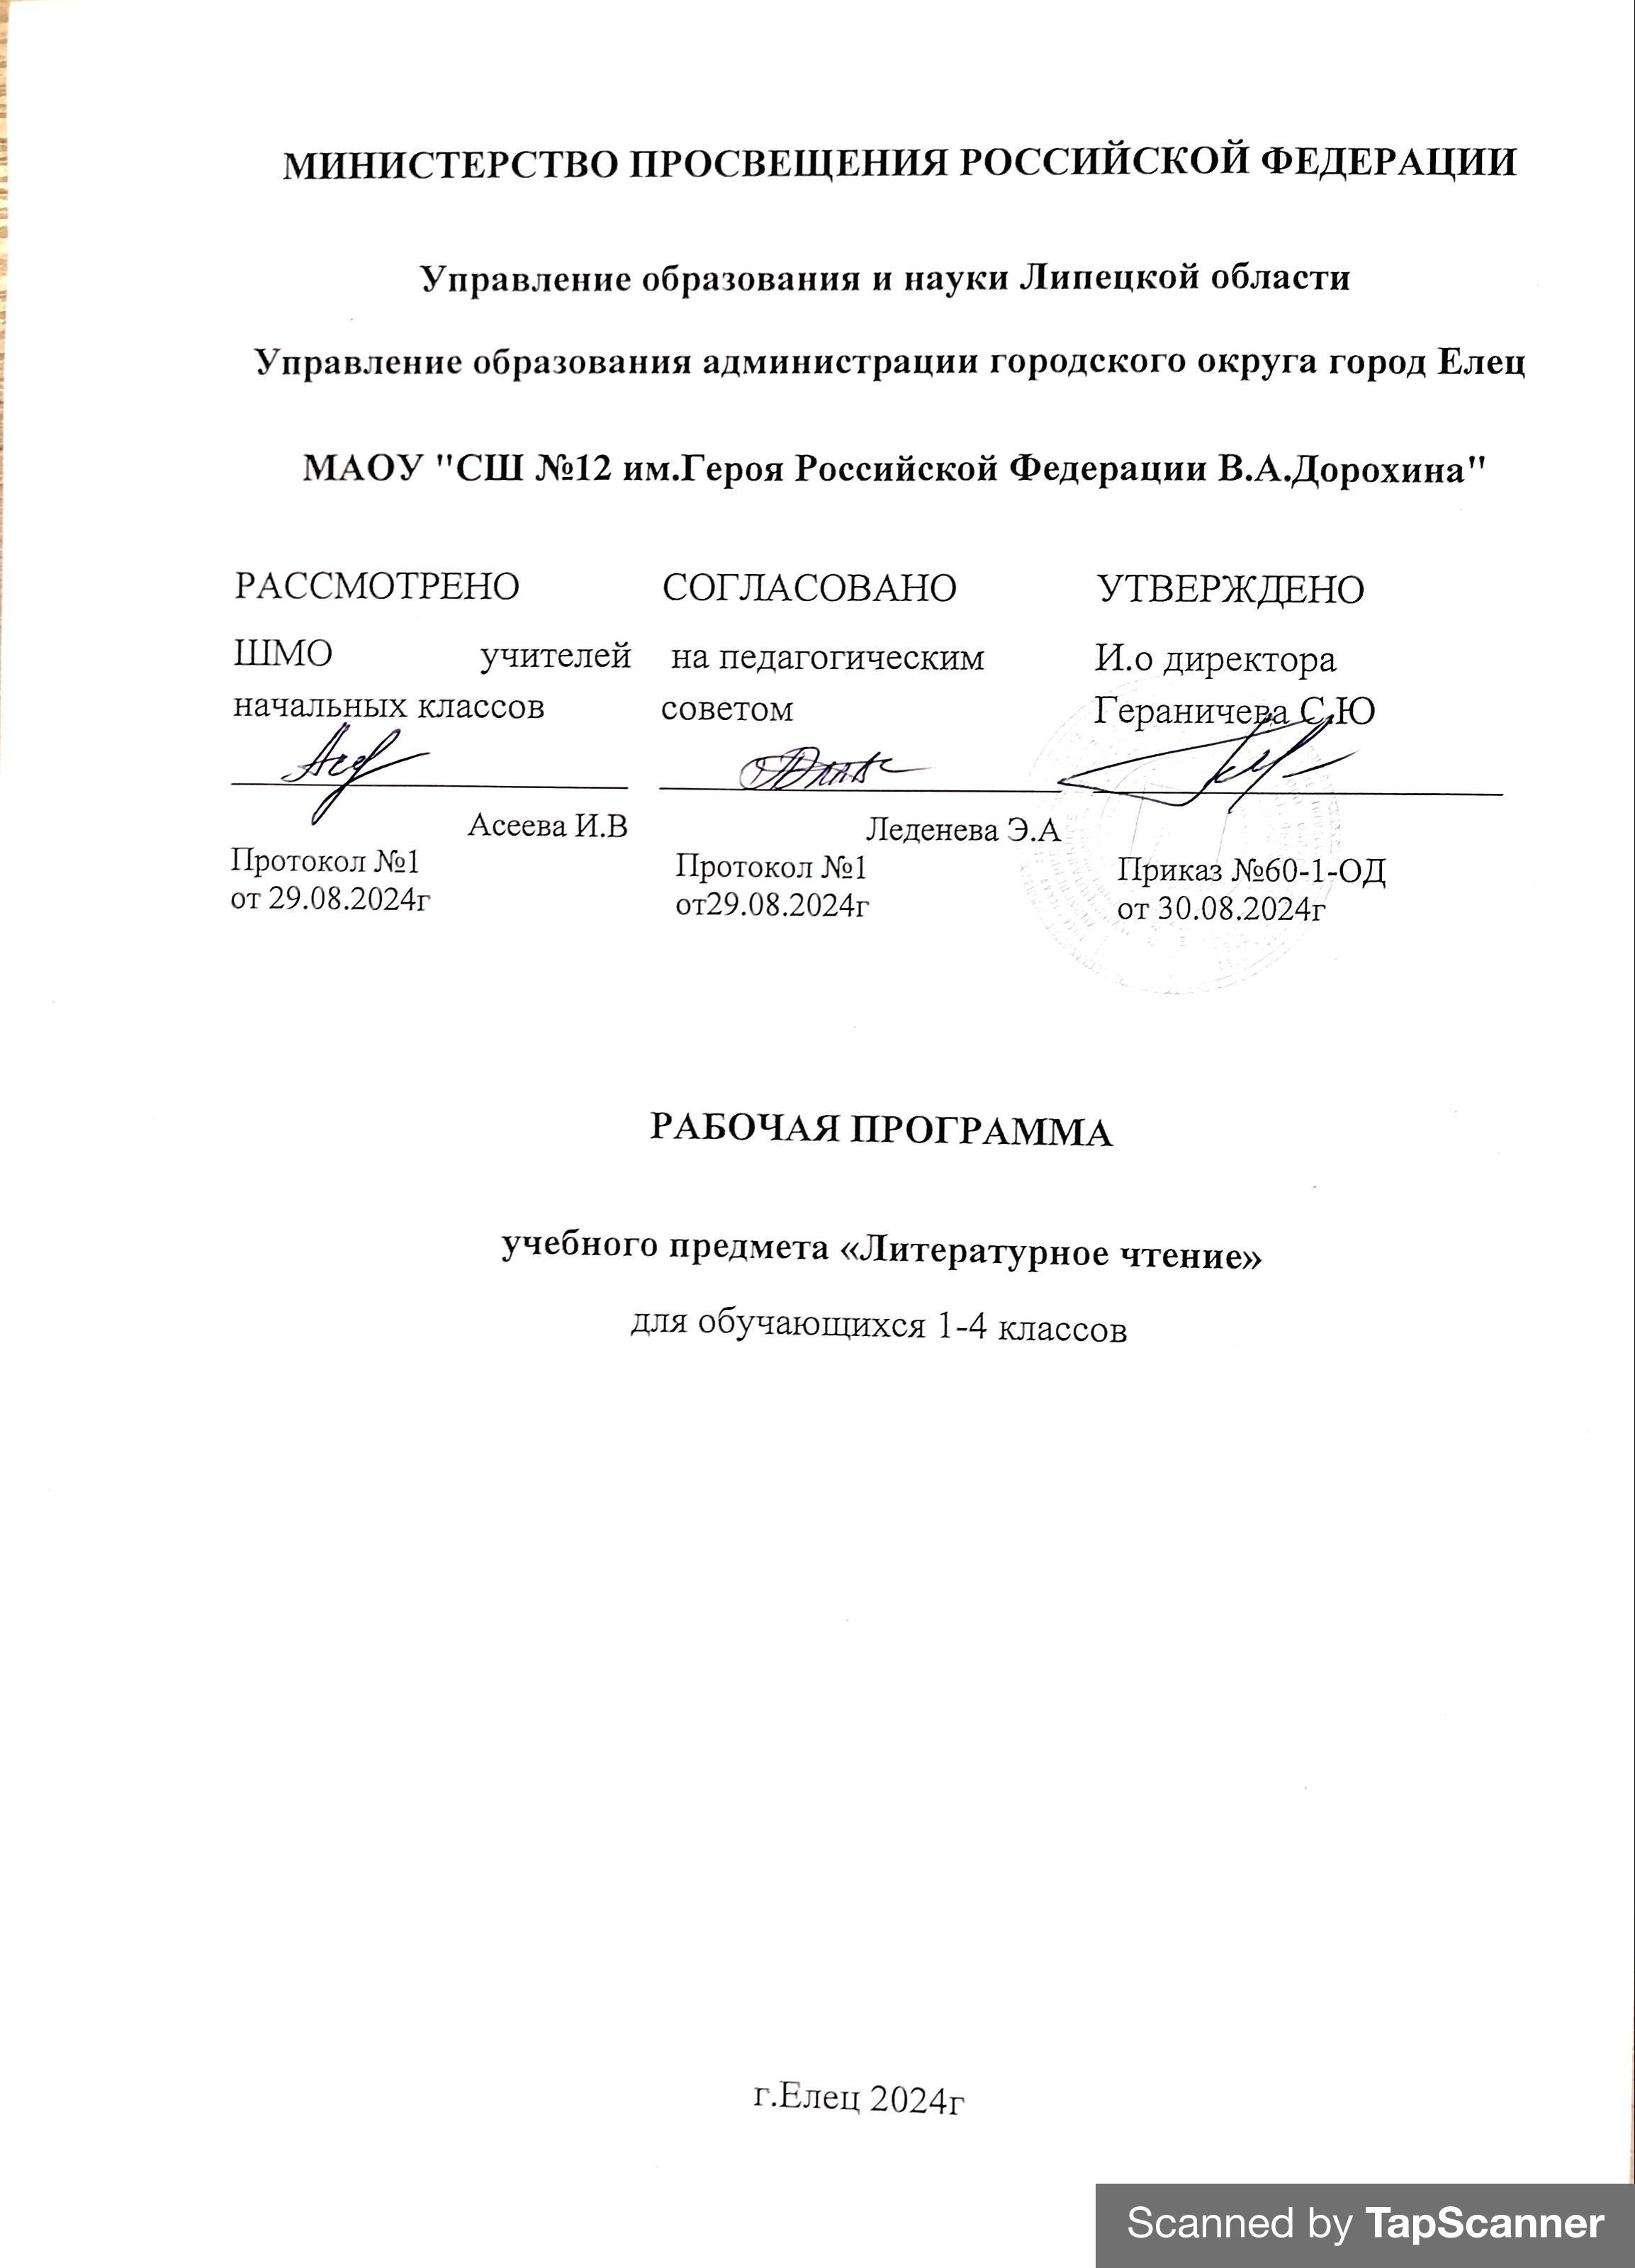 МИНИСТЕРСТВО ПРОСВЕЩЕНИЯ РОССИЙСКОЙ ФЕДЕРАЦИИ
Управление образования и науки Липецкой области
Управление образования администрации городского округа город Елец
МАОУ "СШ №12 им.Героя Российской Федерации В.А.Дорохина"
РАССМОТРЕНО
ШМО учителей
начальных классов
Асеева И.В
Протокол №1
от 29.08.2024г
СОГЛАСОВАНО
на педагогическим
советом
Леденева Э.А
Протокол №1
от29.08.2024г
УТВЕРЖДЕНО
И.о директора
Гераничева С.Ю
Приказ №60-1-ОД
от 30.08.2024г
РАБОЧАЯ ПРОГРАММА
учебного предмета «Литературное чтение»
для обучающихся 1-4 классов
г.Елец 2024г
Scanned by TapScanner